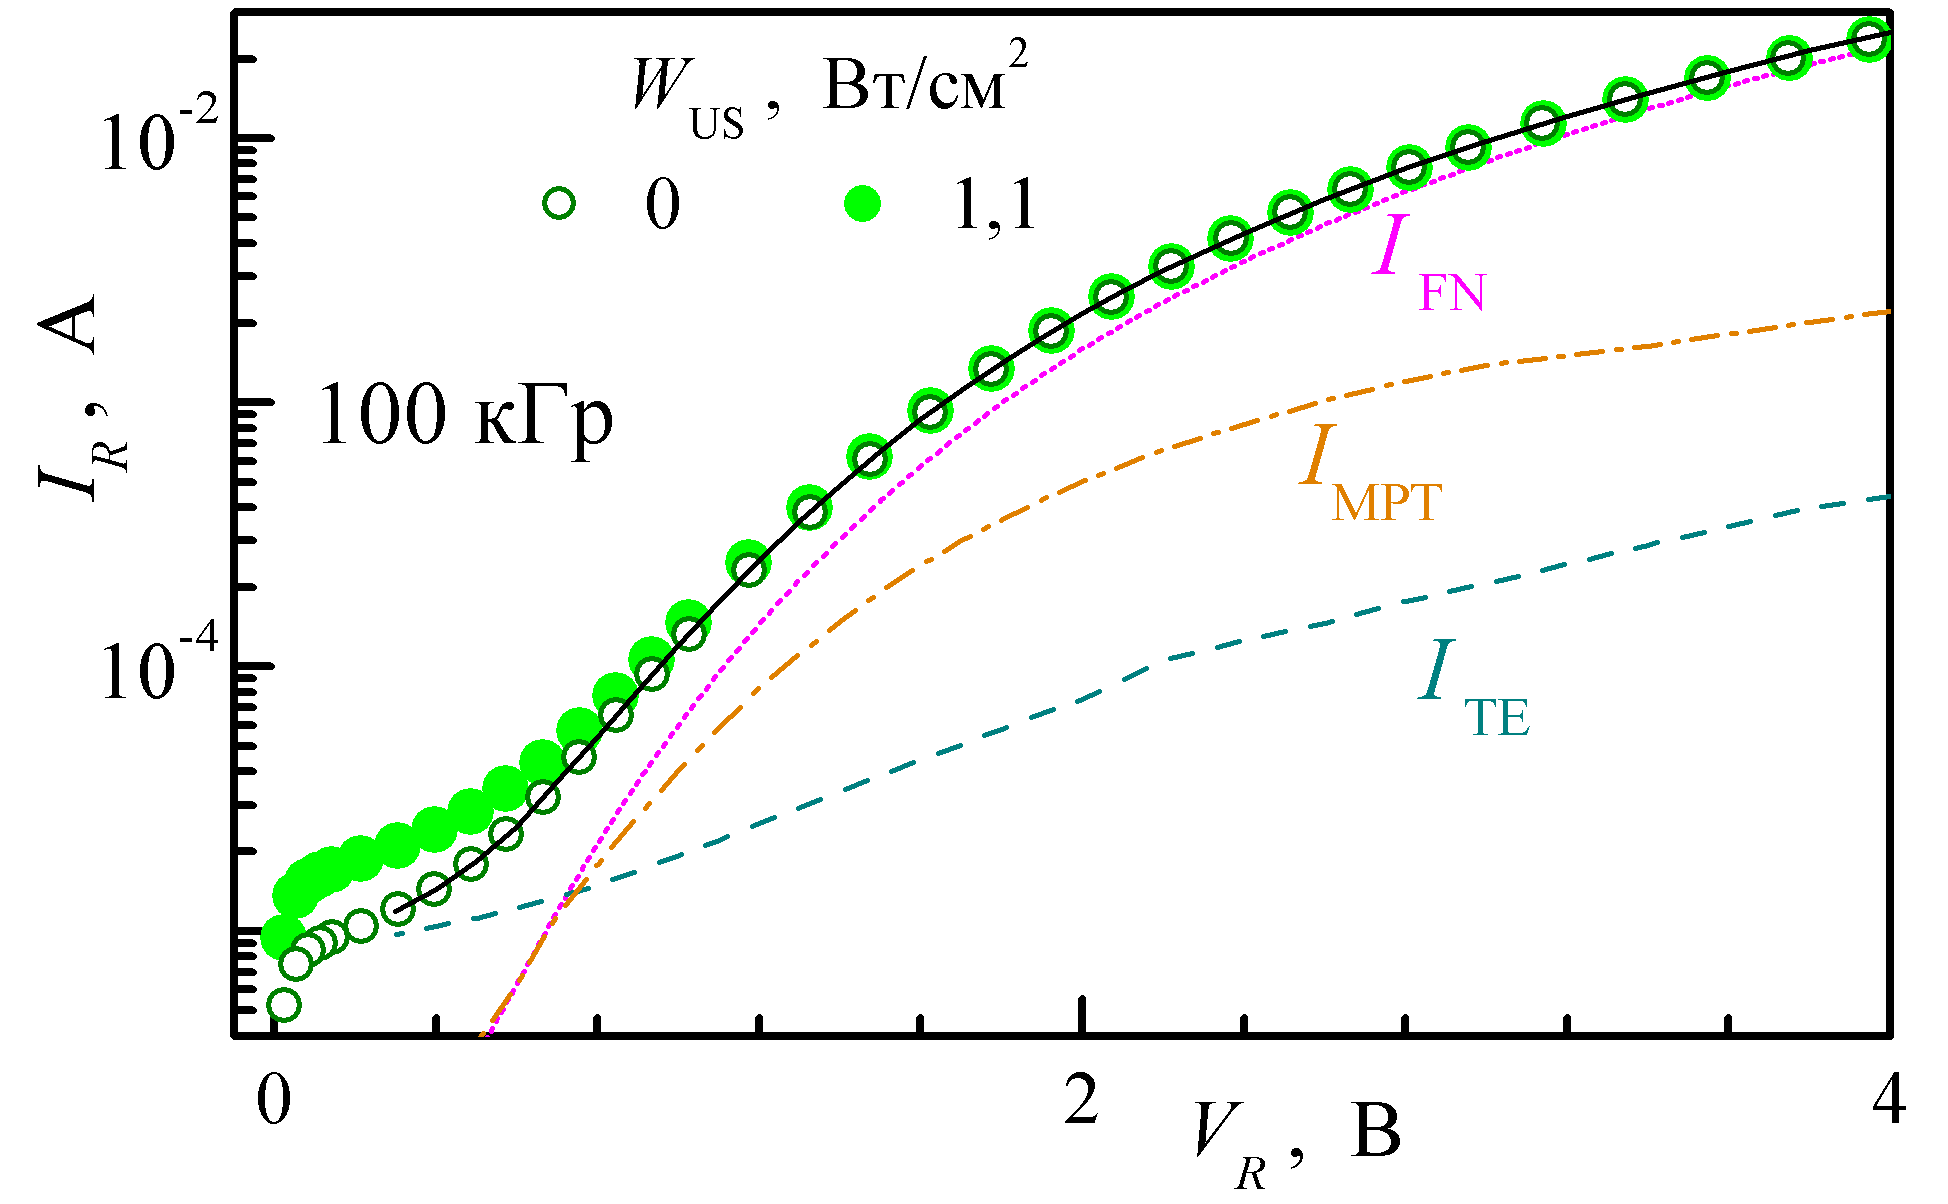 W_US , Вт/см²
0 1,1
10⁻²
I_FN
I_R , А
100 кГр
I_MPT
10⁻⁴
I_TE
0 2 4
V_R , В